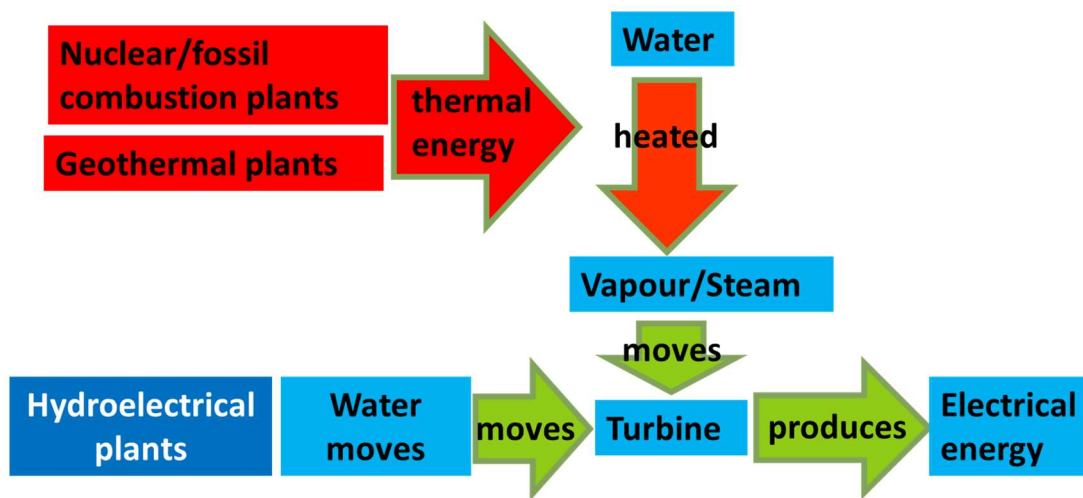 Nuclear/fossil
combustion plants
Geothermal plants
thermal
energy
Water
heated
Vapour/Steam
moves
Hydroelectrical
plants
Water
moves
moves
Turbine
produces
Electrical
energy